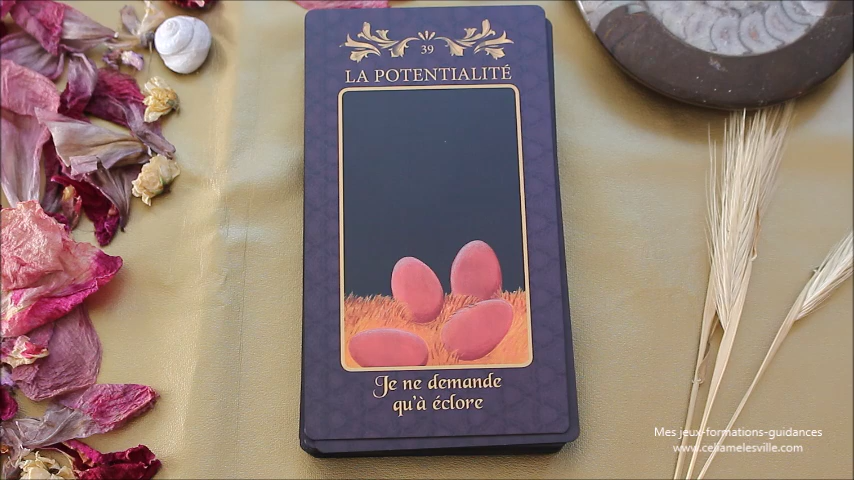 39
LA POTENTIALITÉ
Je ne demande
qu'à éclore
Mes jeux-formations-guidances
www.celiamelesville.com